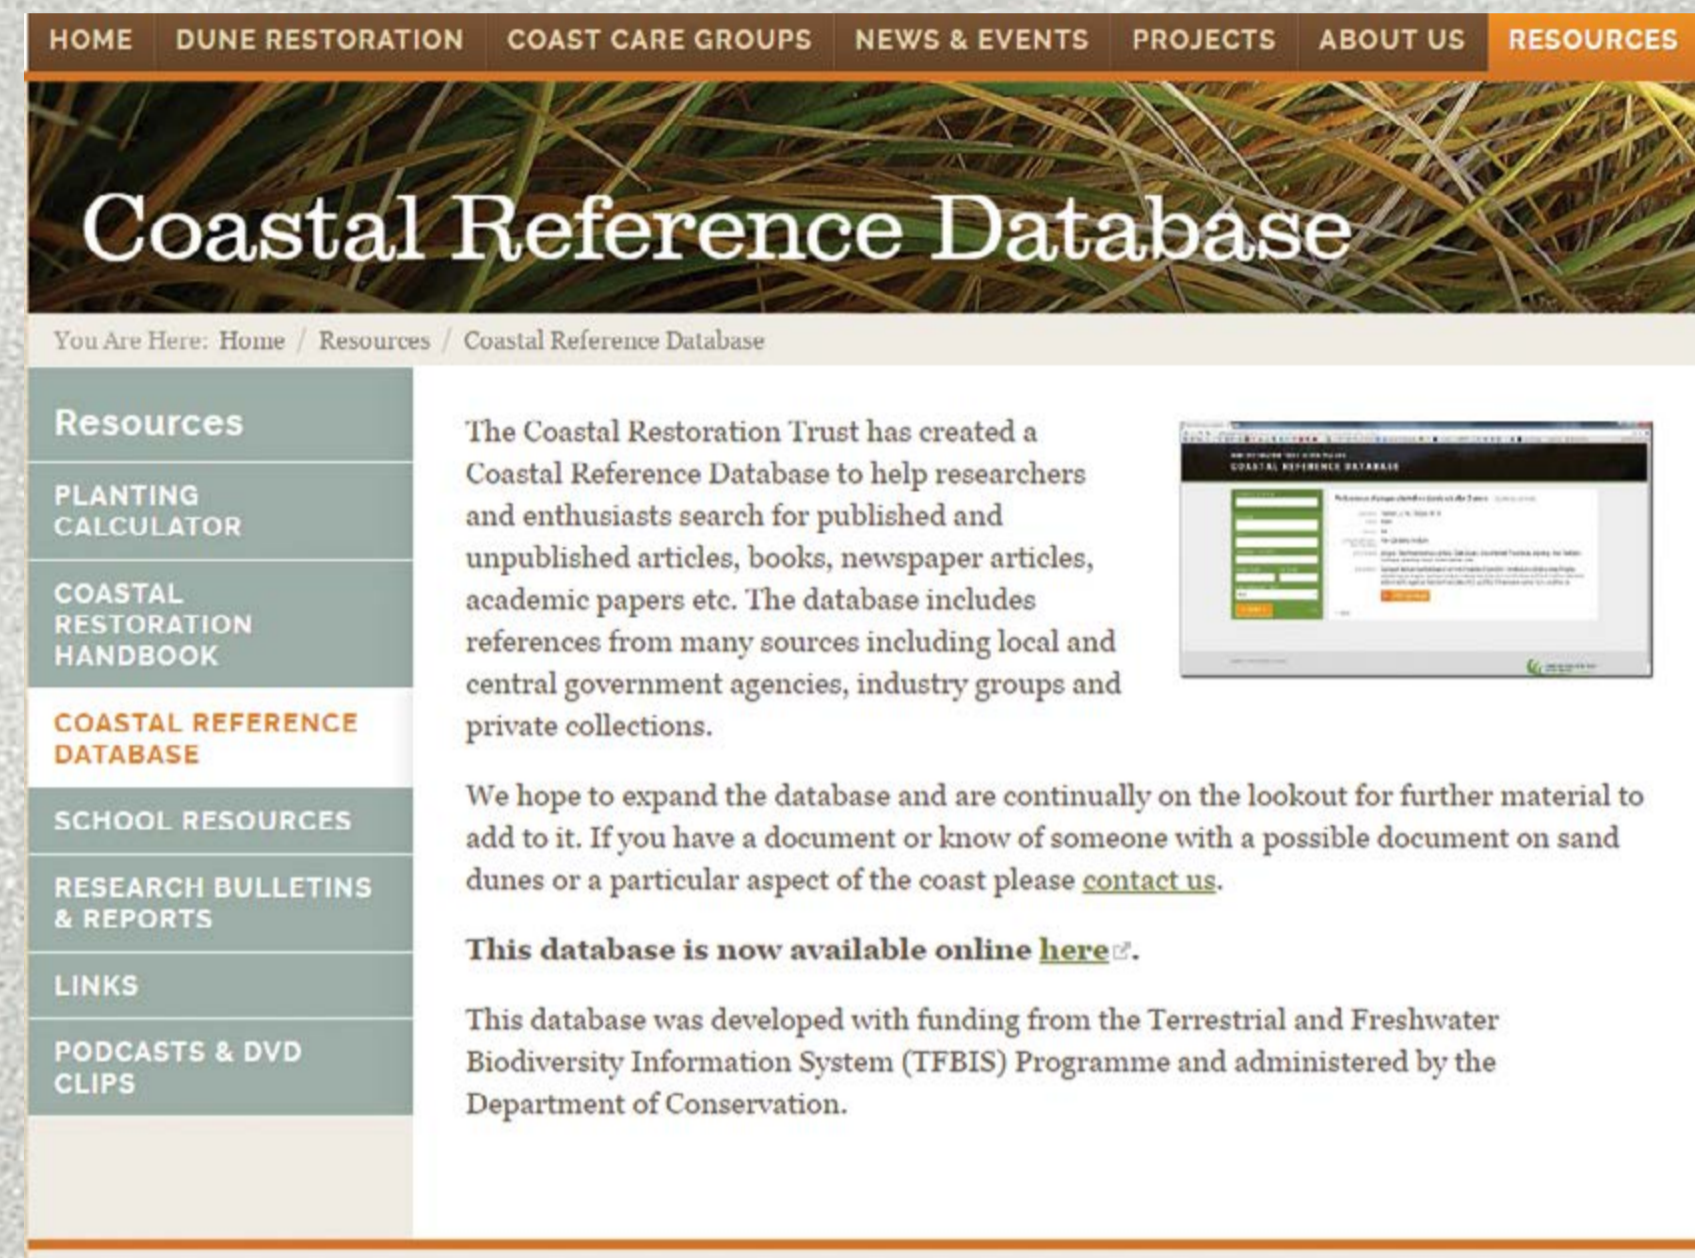 HOME DUNE RESTORATION COAST CARE GROUPS NEWS & EVENTS PROJECTS ABOUT US RESOURCES
Coastal Reference Database
You Are Here: Home / Resources / Coastal Reference Database
Resources
PLANTING
CALCULATOR
COASTAL
RESTORATION
HANDBOOK
COASTAL REFERENCE
DATABASE
SCHOOL RESOURCES
RESEARCH BULLETINS
& REPORTS
LINKS
PODCASTS & DVD
CLIPS
The Coastal Restoration Trust has created a
Coastal Reference Database to help researchers
and enthusiasts search for published and
unpublished articles, books, newspaper articles,
academic papers etc. The database includes
references from many sources including local and
central government agencies, industry groups and
private collections.
COASTAL REFERENCE DATABASE
We hope to expand the database and are continually on the lookout for further material to
add to it. If you have a document or know of someone with a possible document on sand
dunes or a particular aspect of the coast please contact us.
This database is now available online here.
This database was developed with funding from the Terrestrial and Freshwater
Biodiversity Information System (TFBIS) Programme and administered by the
Department of Conservation.